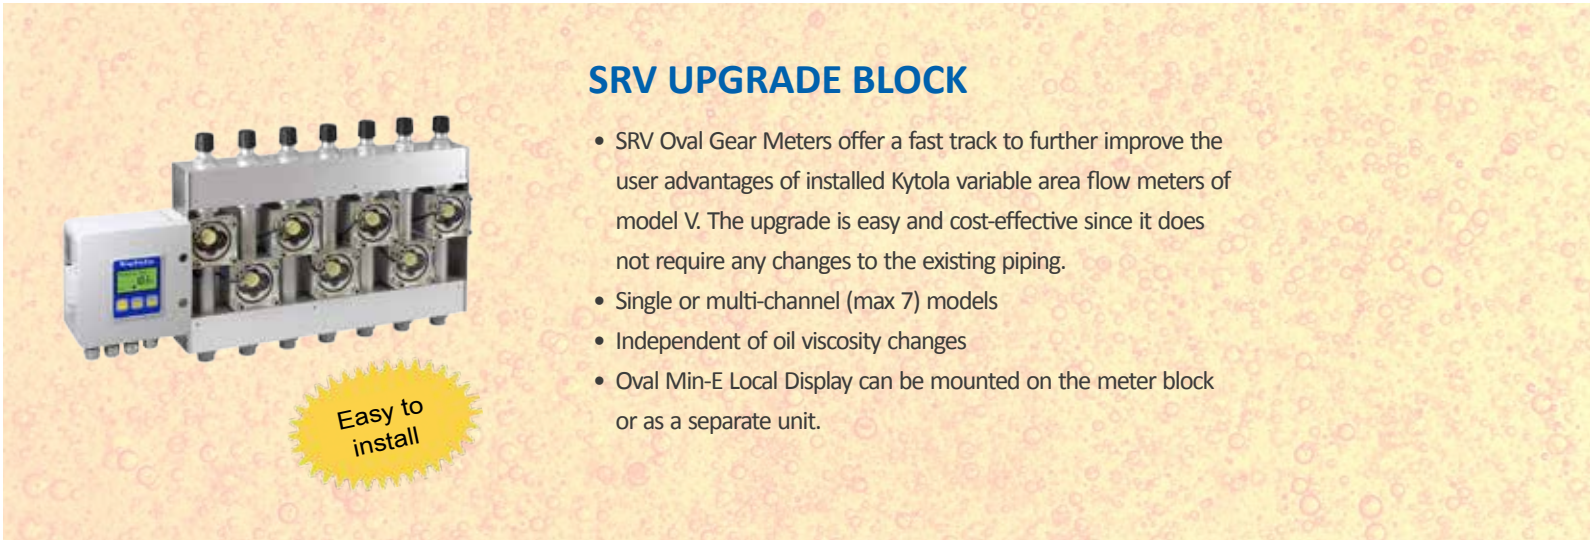 SRV UPGRADE BLOCK
• SRV Oval Gear Meters offer a fast track to further improve the
user advantages of installed Kytola variable area flow meters of
model V. The upgrade is easy and cost-effective since it does
not require any changes to the existing piping.
• Single or multi-channel (max 7) models
• Independent of oil viscosity changes
• Oval Min-E Local Display can be mounted on the meter block
or as a separate unit.
Easy to
install